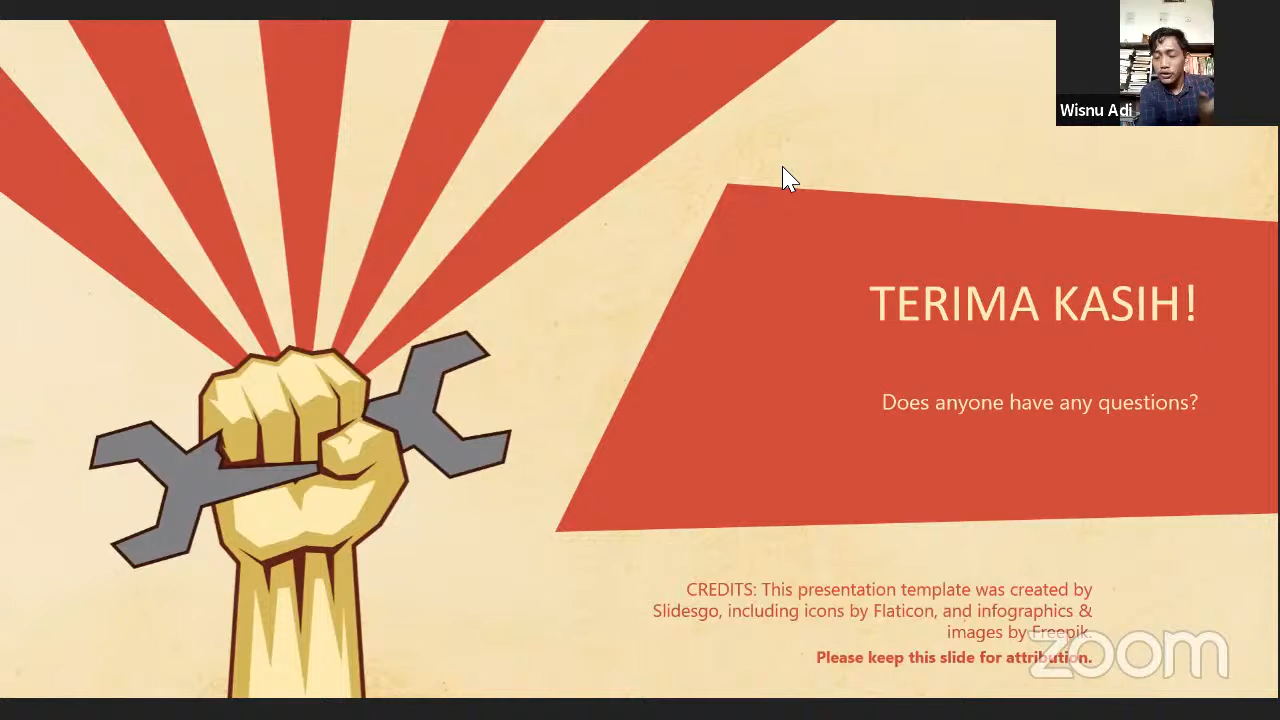 Wisnu Adi
TERIMA KASIH!
Does anyone have any questions?
CREDITS: This presentation template was created by
Slidesgo, including icons by Flaticon, and infographics &
images by Freepik.
Please keep this slide for attribution.
zoom